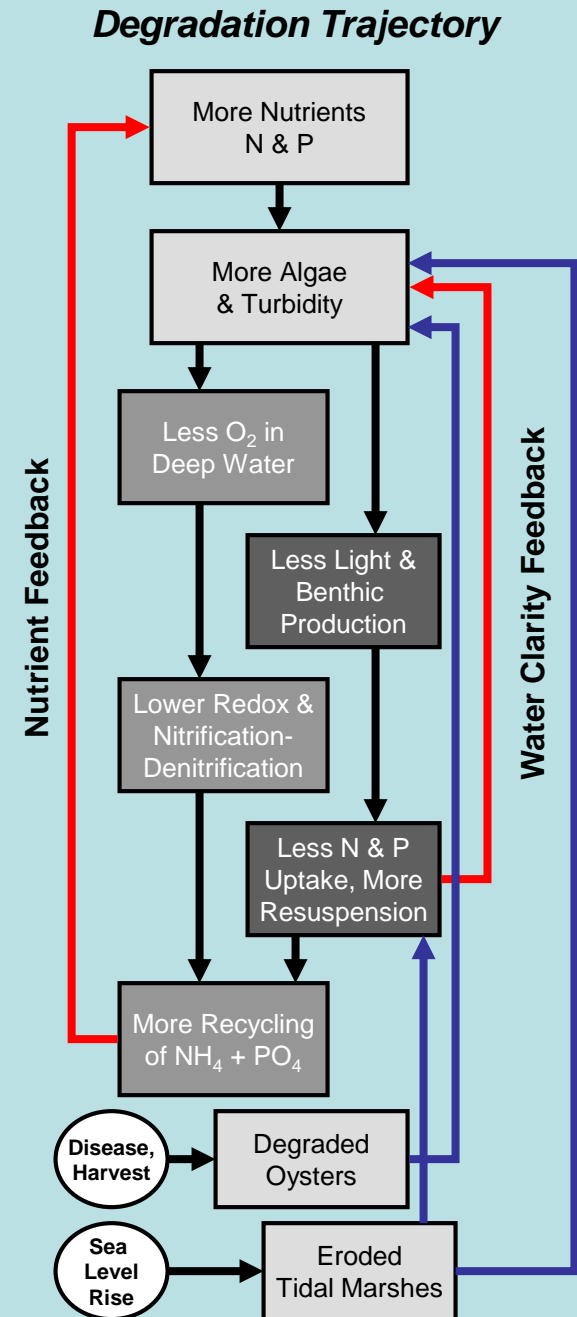 Degradation Trajectory
More Nutrients
N & P
More Algae
& Turbidity
Less O₂ in
Deep Water
Less Light &
Benthic
Production
Nutrient Feedback
Water Clarity Feedback
Lower Redox &
Nitrification-
Denitrification
Less N & P
Uptake, More
Resuspension
More Recycling
of NH₄ + PO₄
Disease,
Harvest
Degraded
Oysters
Sea
Level
Rise
Eroded
Tidal Marshes